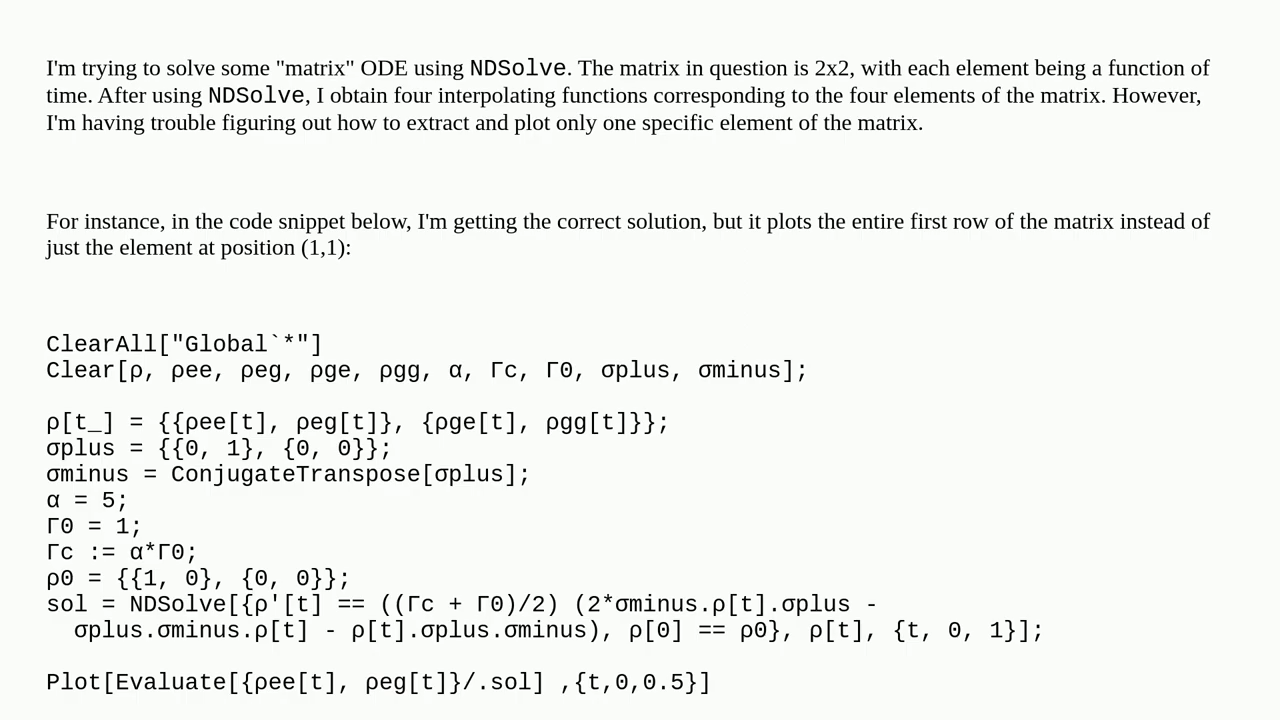 I'm trying to solve some "matrix" ODE using NDSolve. The matrix in question is 2x2, with each element being a function of
time. After using NDSolve, I obtain four interpolating functions corresponding to the four elements of the matrix. However,
I'm having trouble figuring out how to extract and plot only one specific element of the matrix.
For instance, in the code snippet below, I'm getting the correct solution, but it plots the entire first row of the matrix instead of
just the element at position (1,1):
ClearAll["Global`*"]
Clear[ρ, ρee, ρeg, ρge, ρgg, α, Γc, Γ0, σplus, σminus];
ρ[t_] = {{ρee[t], ρeg[t]}, {ρge[t], ρgg[t]}};
σplus = {{0, 1}, {0, 0}};
σminus = ConjugateTranspose[σplus];
α = 5;
Γ0 = 1;
Γc := α*Γ0;
ρ0 = {{1, 0}, {0, 0}};
sol = NDSolve[{ρ'[t] == ((Γc + Γ0)/2) (2*σminus.ρ[t].σplus -
  σplus.σminus.ρ[t] - ρ[t].σplus.σminus), ρ[0] == ρ0}, ρ[t], {t, 0, 1}];
Plot[Evaluate[{ρee[t], ρeg[t]}/.sol] ,{t,0,0.5}]